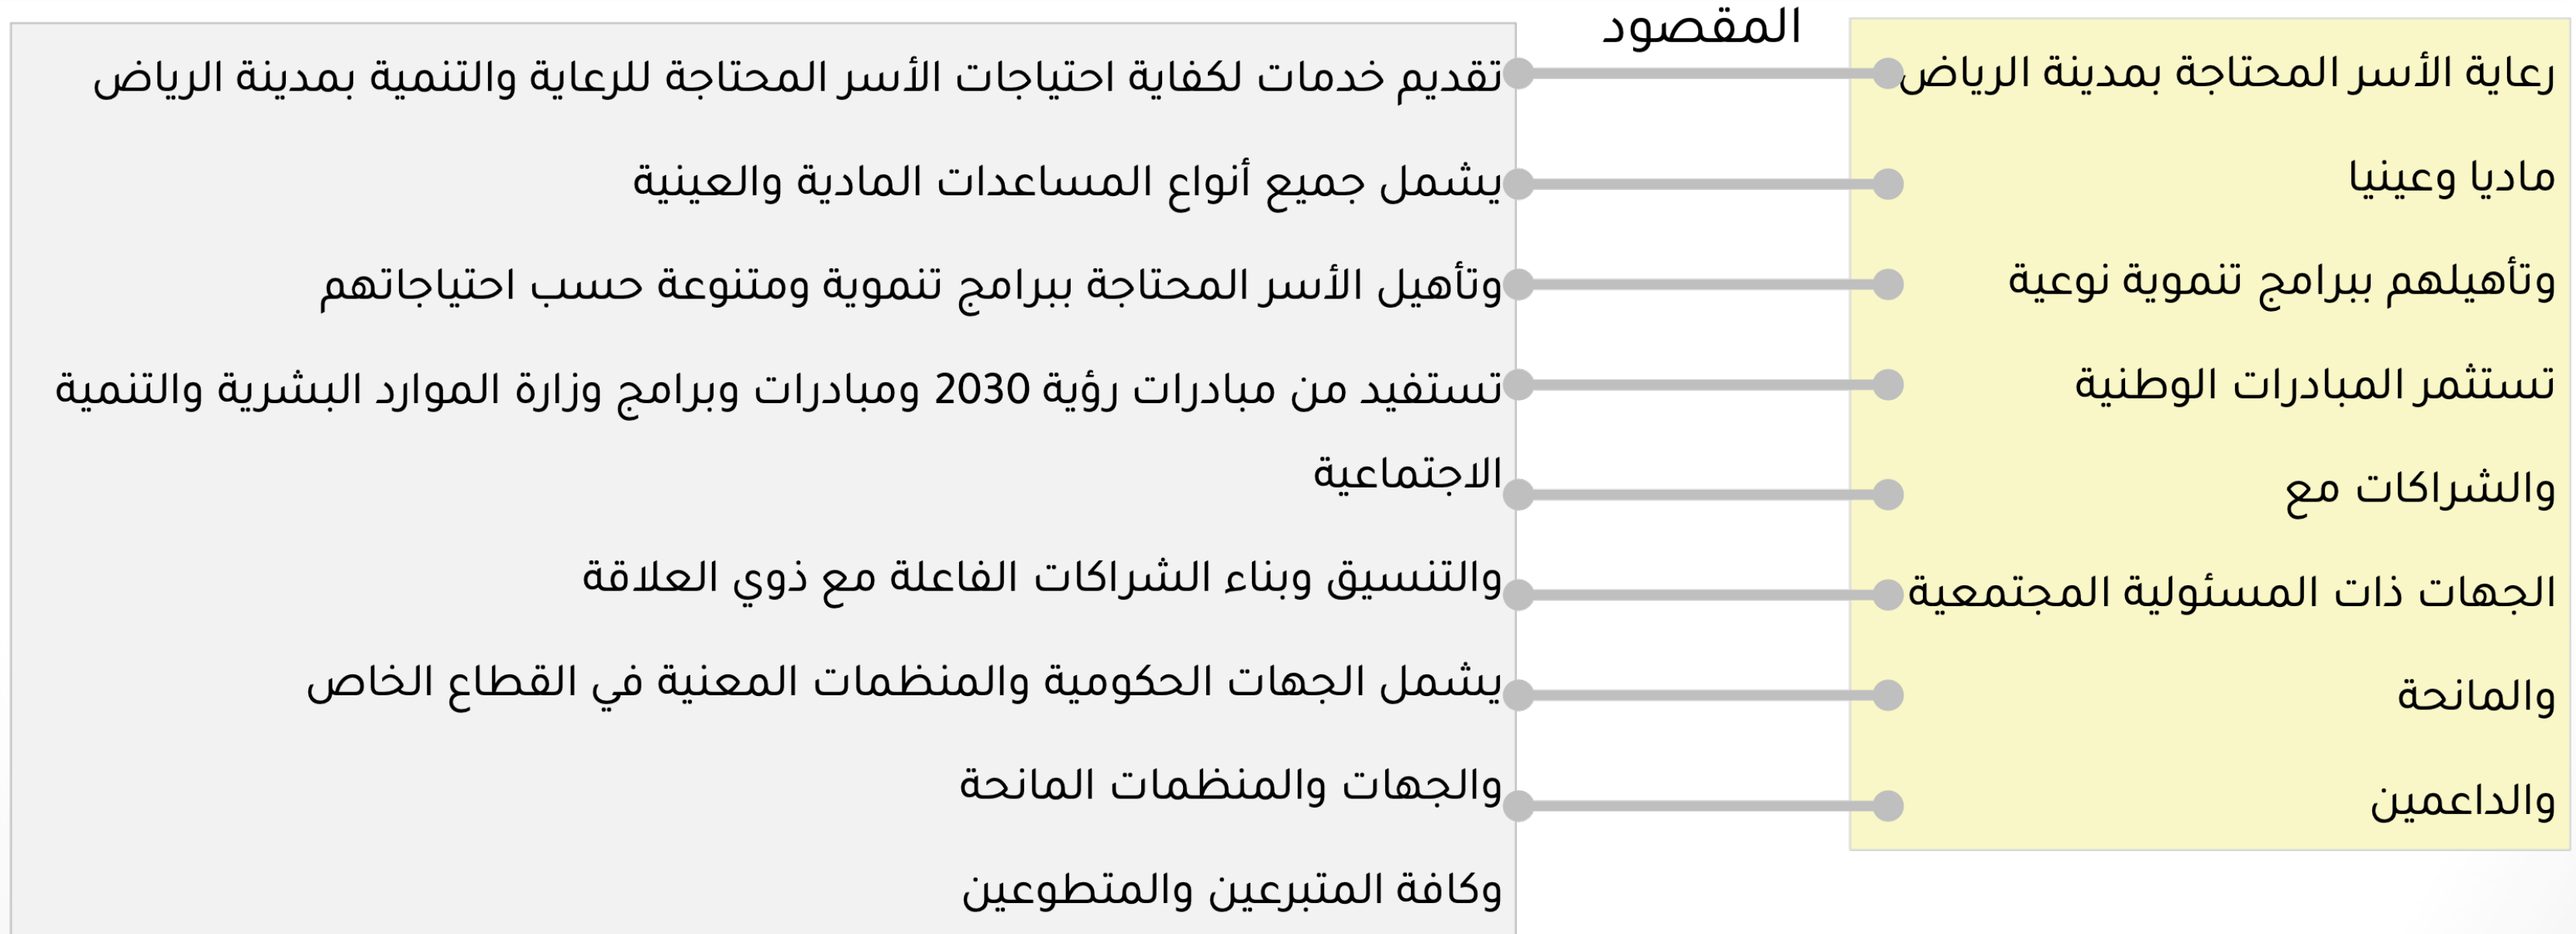 المقصود
رعاية الأسر المحتاجة بمدينة الرياض
ماديا وعينيا
وتأهيلهم ببرامج تنموية نوعية
تستثمر المبادرات الوطنية
والشراكات مع
الجهات ذات المسئولية المجتمعية
والمانحة
والداعمين
تقديم خدمات لكفاية احتياجات الأسر المحتاجة للرعاية والتنمية بمدينة الرياض
يشمل جميع أنواع المساعدات المادية والعينية
وتأهيل الأسر المحتاجة ببرامج تنموية ومتنوعة حسب احتياجاتهم
تستفيد من مبادرات رؤية 2030 ومبادرات وبرامج وزارة الموارد البشرية والتنمية
الاجتماعية
والتنسيق وبناء الشراكات الفاعلة مع ذوي العلاقة
يشمل الجهات الحكومية والمنظمات المعنية في القطاع الخاص
والجهات والمنظمات المانحة
وكافة المتبرعين والمتطوعين